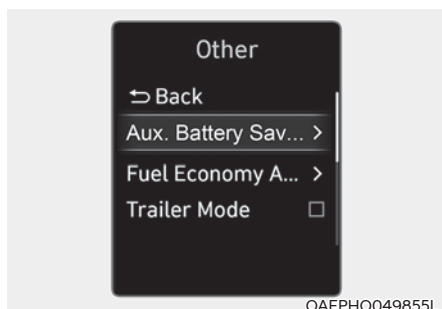 Other
Back
Aux. Battery Sav... >
Fuel Economy A... >
Trailer Mode
OAEPHQ049855L